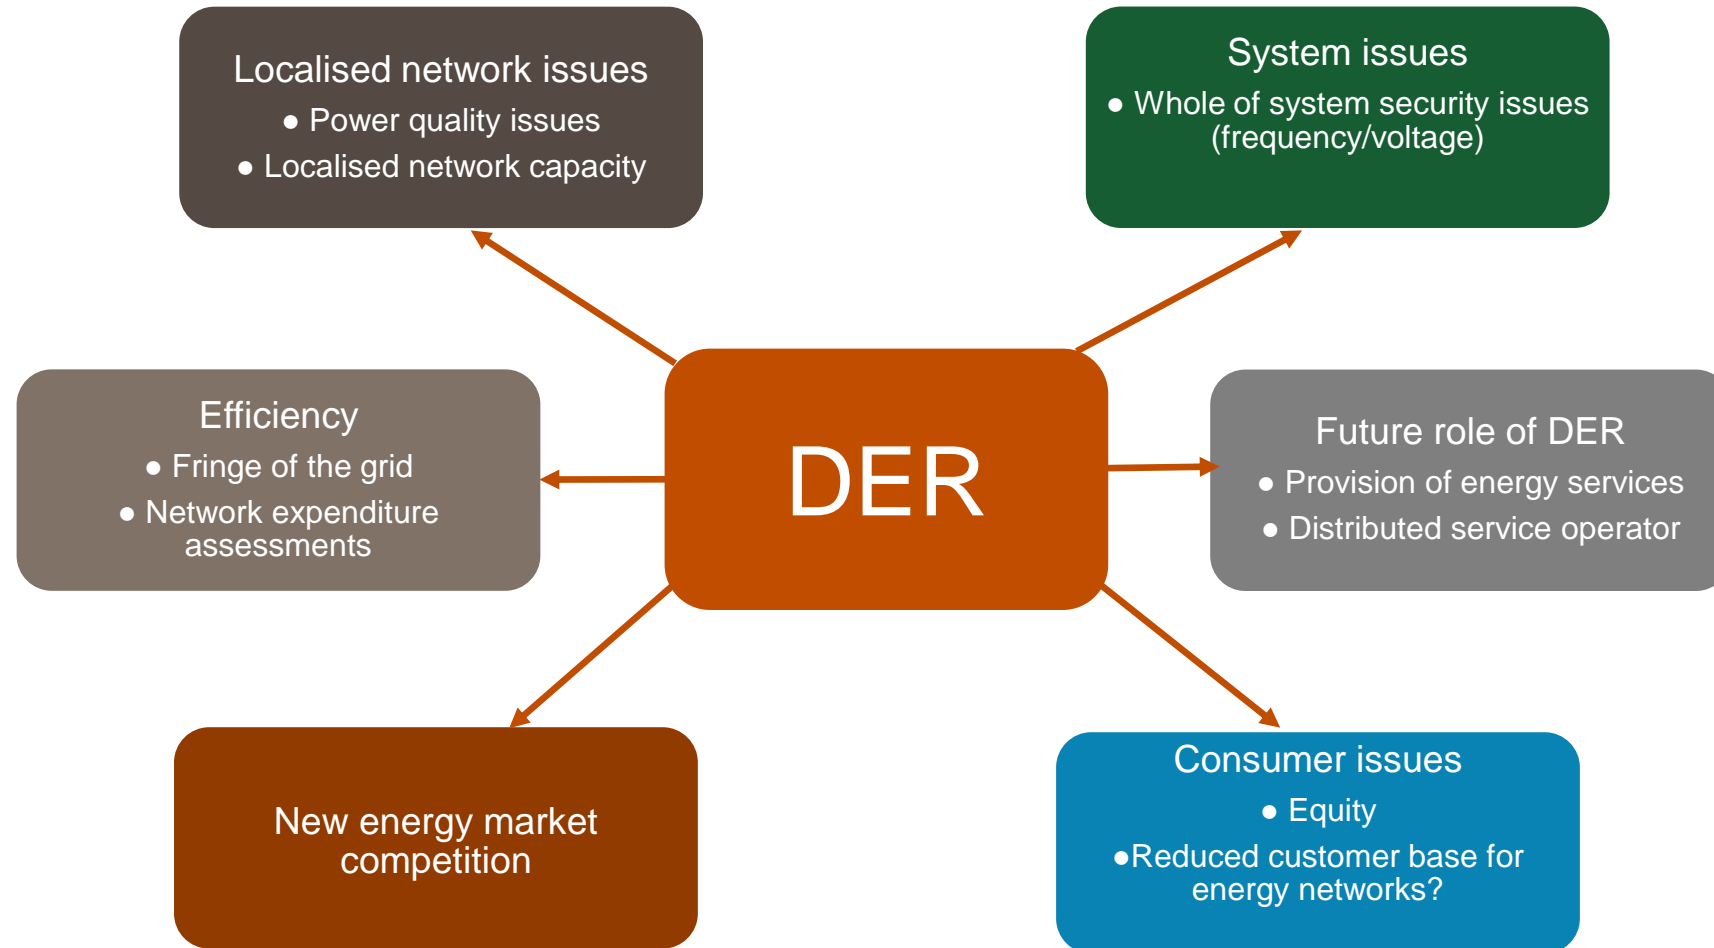 Localised network issues
● Power quality issues
● Localised network capacity
System issues
● Whole of system security issues
(frequency/voltage)
Efficiency
● Fringe of the grid
● Network expenditure
assessments
DER
Future role of DER
● Provision of energy services
● Distributed service operator
New energy market
competition
Consumer issues
● Equity
●Reduced customer base for
energy networks?